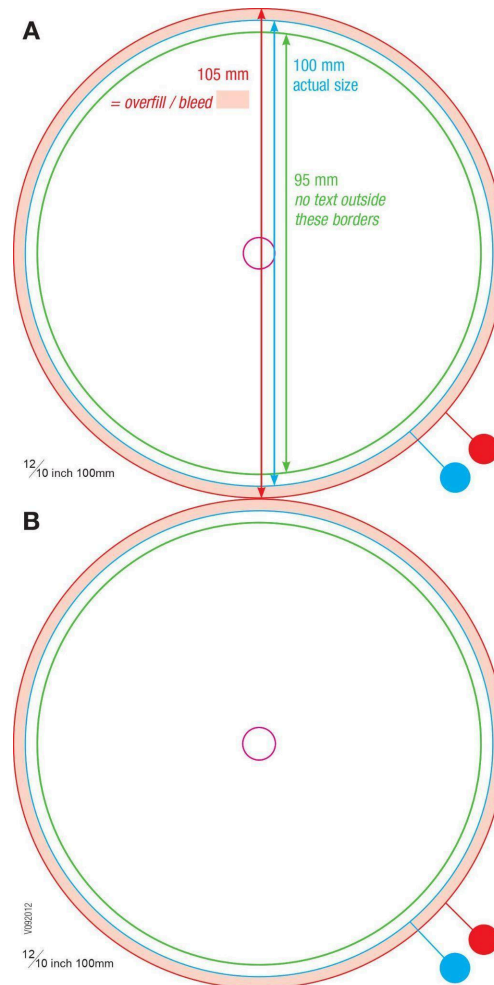 A
105 mm
= overfill / bleed
100 mm
actual size
95 mm
no text outside
these borders
12/10 inch 100mm
B
V092012
12/10 inch 100mm